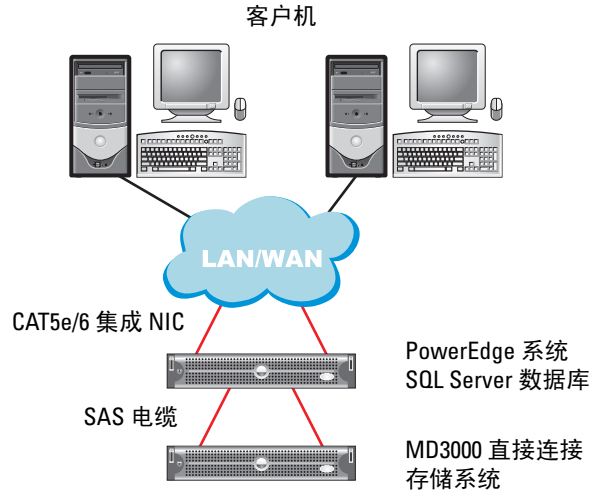 客户机
LAN/WAN
CAT5e/6 集成 NIC
PowerEdge 系统
SQL Server 数据库
SAS 电缆
MD3000 直接连接
存储系统